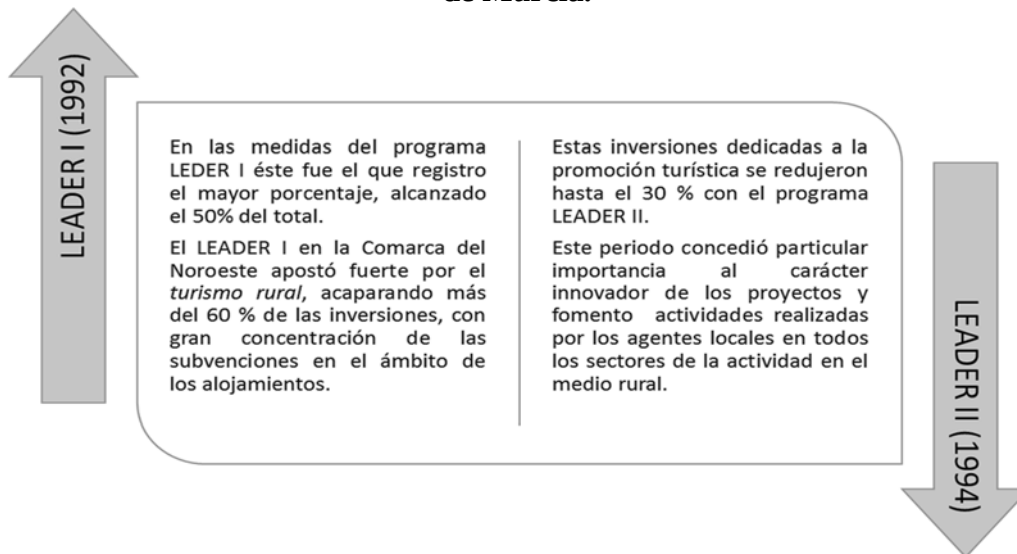 de Murcia.
LEADER I (1992)
En las medidas del programa
LEDER I éste fue el que registro
el mayor porcentaje, alcanzado
el 50% del total.
El LEADER I en la Comarca del
Noroeste apostó fuerte por el
turismo rural, acaparando más
del 60 % de las inversiones, con
gran concentración de las
subvenciones en el ámbito de
los alojamientos.
Estas inversiones dedicadas a la
promoción turística se redujeron
hasta el 30 % con el programa
LEADER II.
Este periodo concedió particular
importancia al carácter
innovador de los proyectos y
fomento actividades realizadas
por los agentes locales en todos
los sectores de la actividad en el
medio rural.
LEADER II (1994)